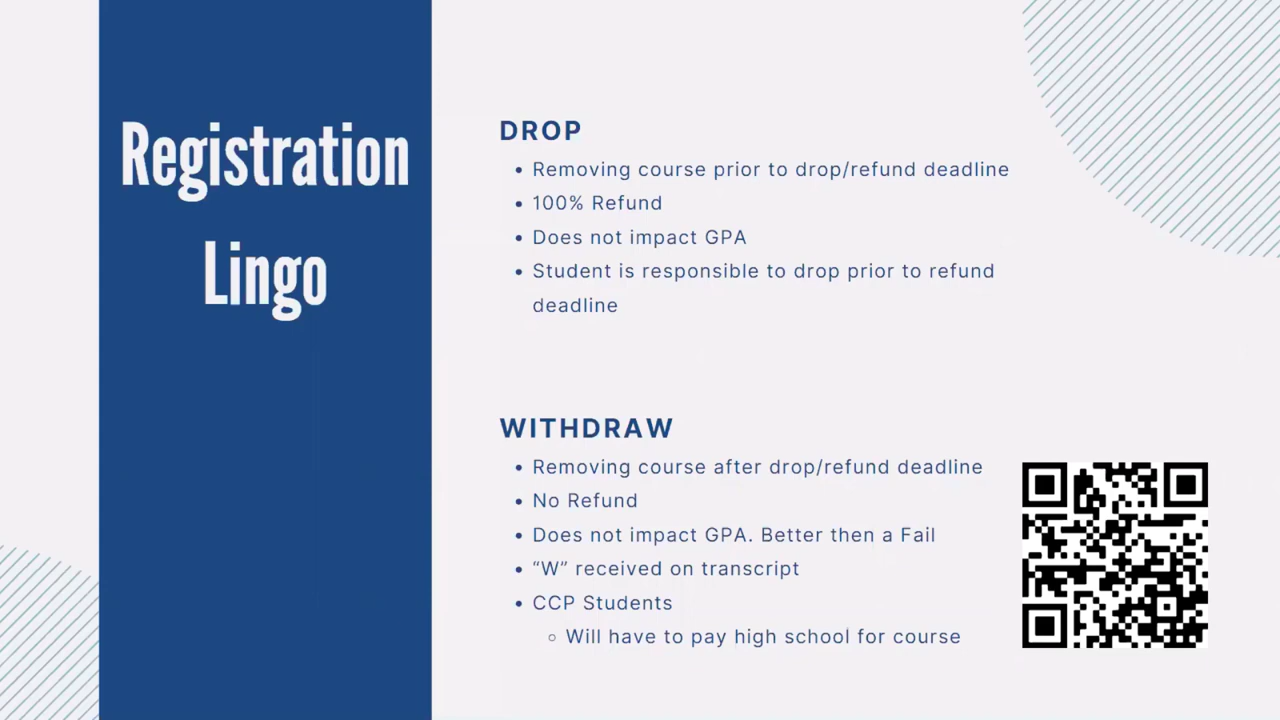 Registration
Lingo
DROP
• Removing course prior to drop/refund deadline
• 100% Refund
• Does not impact GPA
• Student is responsible to drop prior to refund
deadline
WITHDRAW
• Removing course after drop/refund deadline
• No Refund
• Does not impact GPA. Better then a Fail
• “W” received on transcript
• CCP Students
◦ Will have to pay high school for course